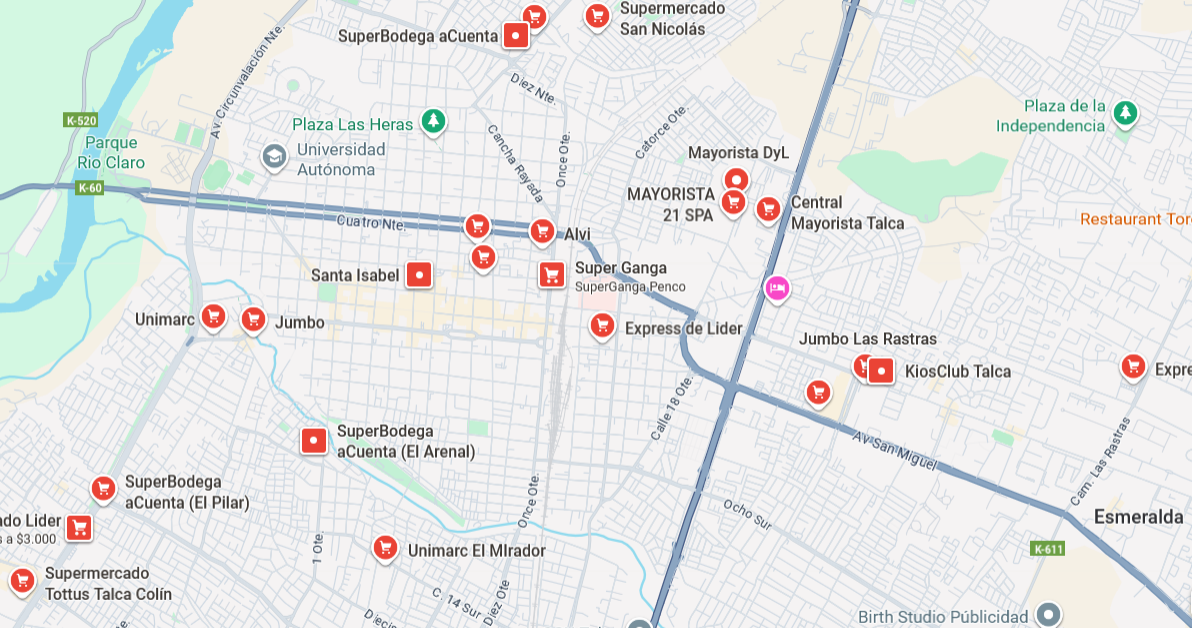 Supermercado
San Nicolás
SuperBodega aCuenta
Av. Circunvalación Nte.
Diez Nte.
K-520
Plaza Las Heras
Plaza de la
Independencia
Parque
Rio Claro
Universidad
Autónoma
Cancha Rayada
Once Ote.
Catorce Ote.
Mayorista DyL
K-60
MAYORISTA
21 SPA
Central
Mayorista Talca
Cuatro Nte.
Alvi
Restaurant Toro
Santa Isabel
Super Ganga
SuperGanga Penco
Unimarc
Jumbo
Express de Lider
Jumbo Las Rastras
KiosClub Talca
Expre
Calle 18 Ote.
SuperBodega
aCuenta (El Arenal)
Av San Miguel
Cam. Las Rastras
SuperBodega
aCuenta (El Pilar)
Once Ote.
Ocho Sur
ado Lider
s a $3.000
Esmeralda
1 Ote.
Unimarc El MIrador
K-611
Supermercado
Tottus Talca Colín
C. 14 Sur
Diez Ote.
Birth Studio Públicidad